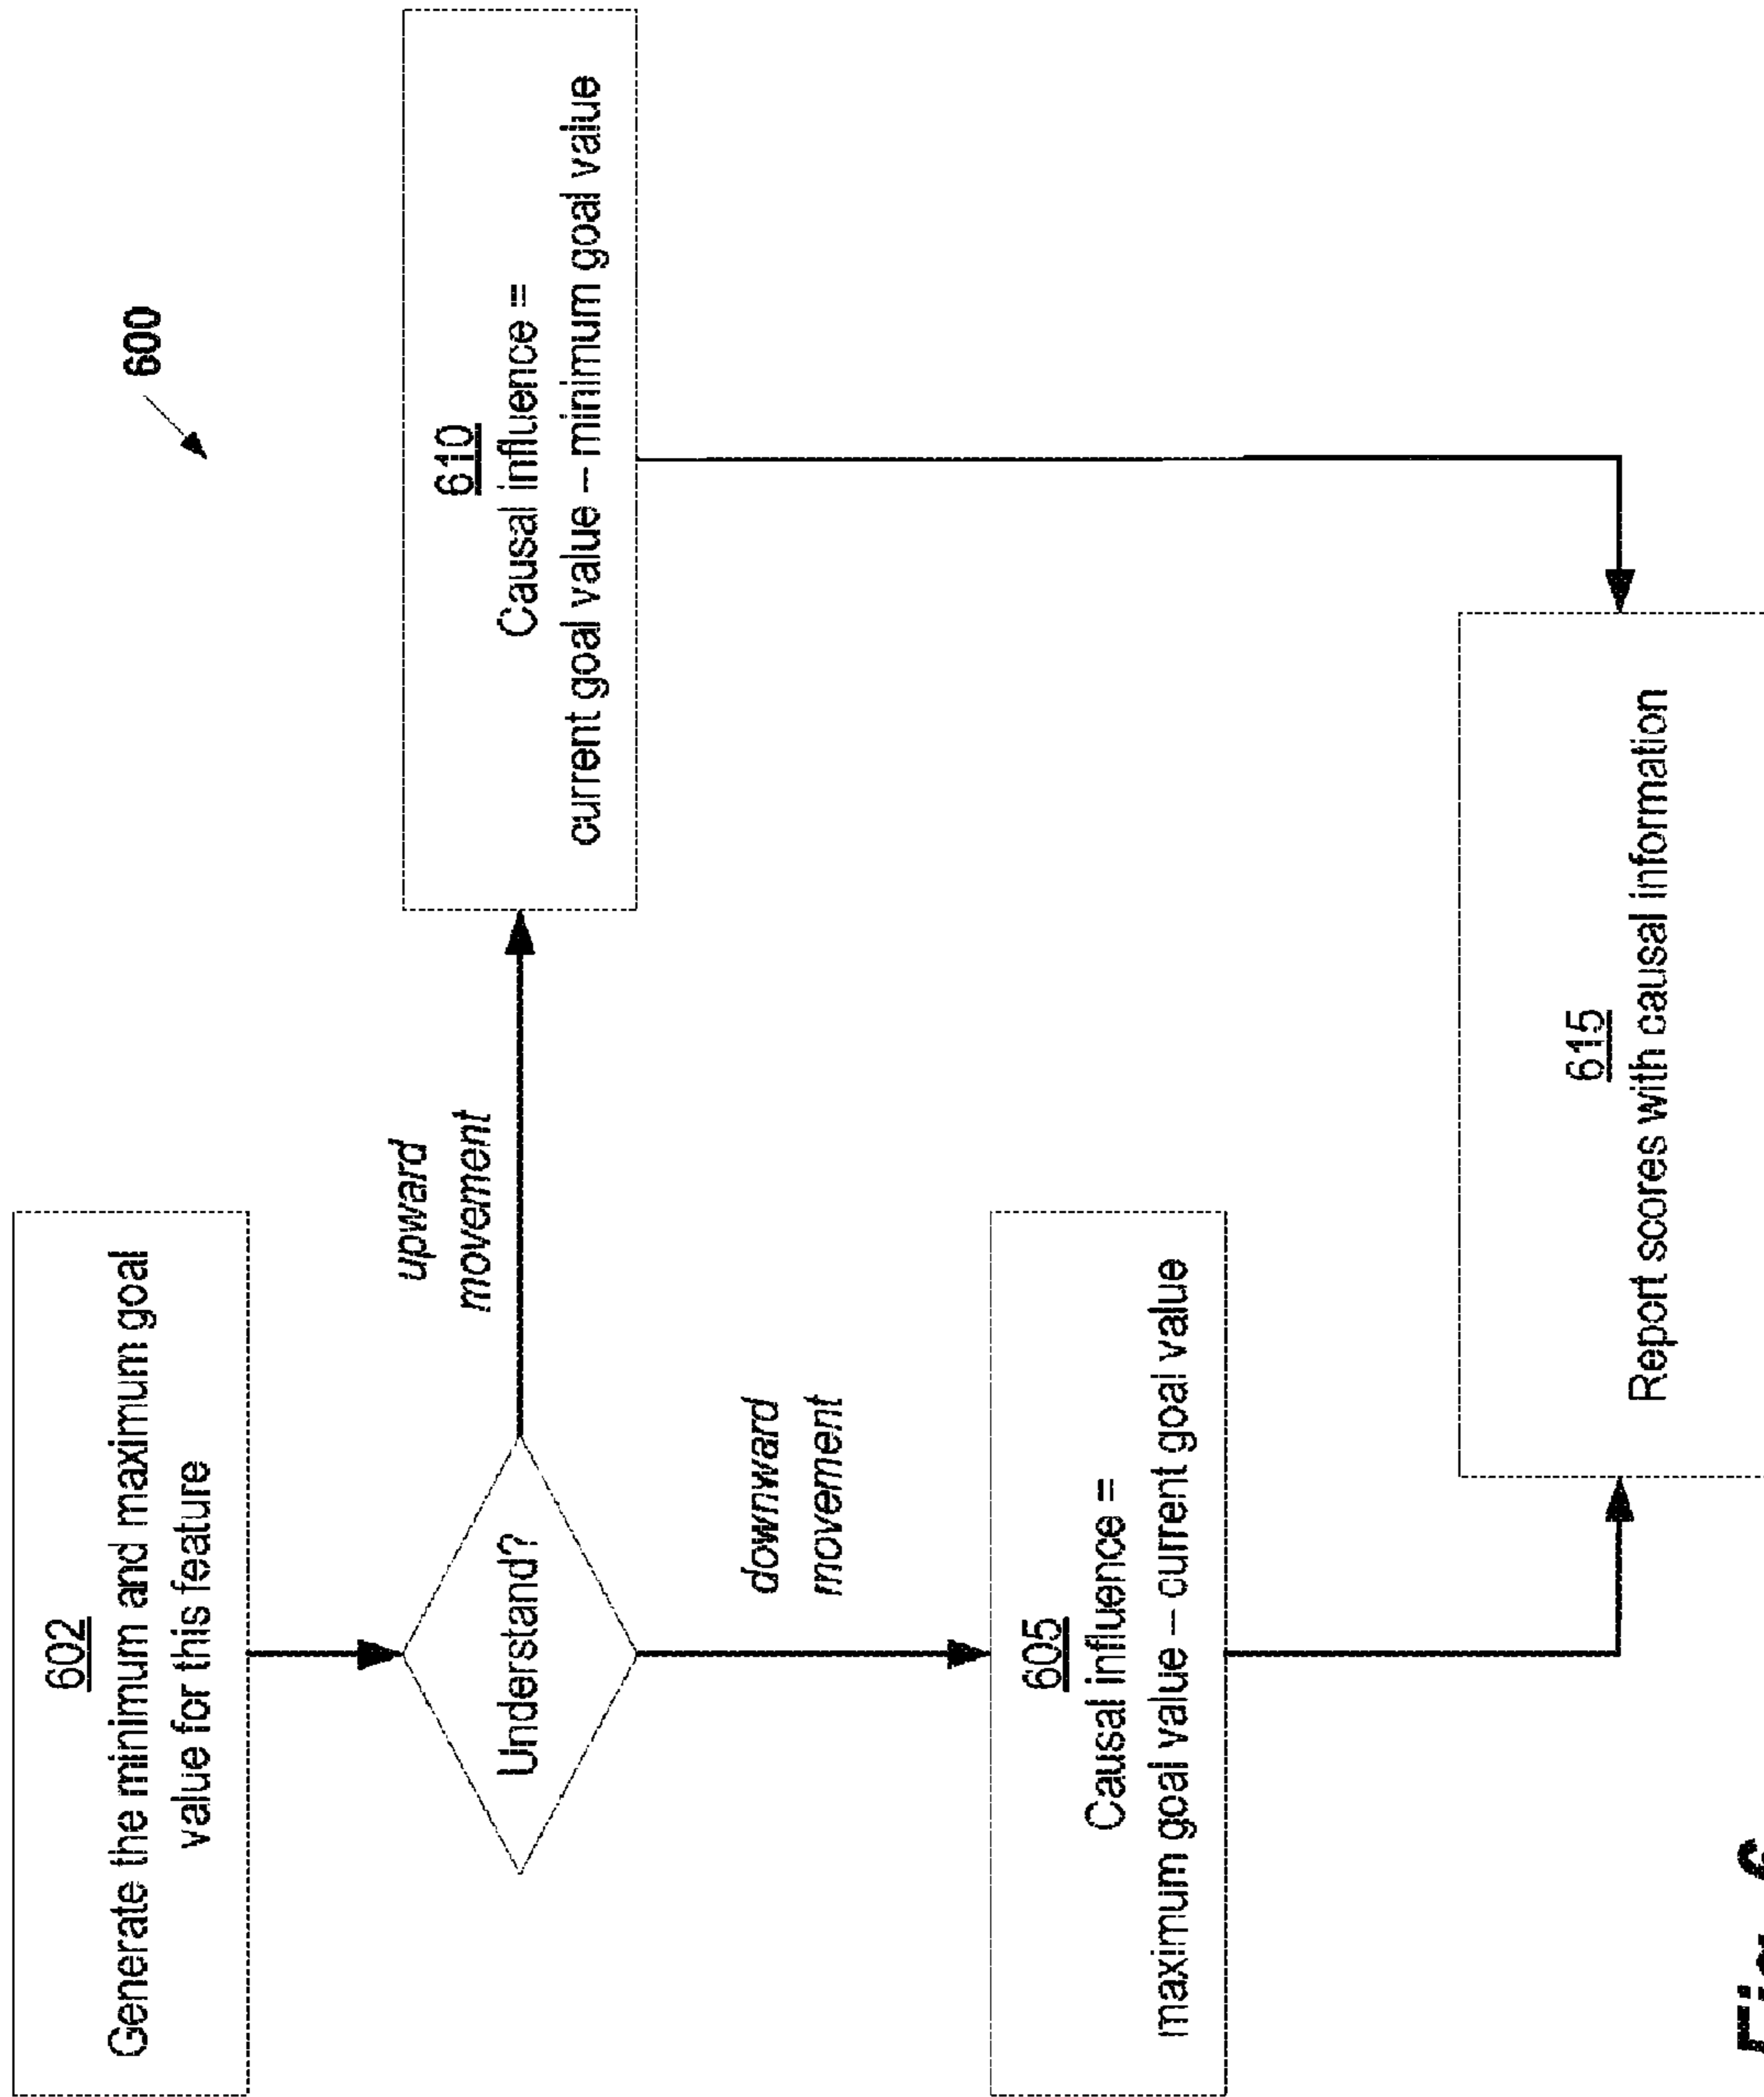 600
602
Generate the minimum and maximum goal
value for this feature
Understand?
upward
movement
610
Causal influence =
current goal value – minimum goal value
downward
movement
605
Causal influence =
maximum goal value – current goal value
615
Report scores with causal information